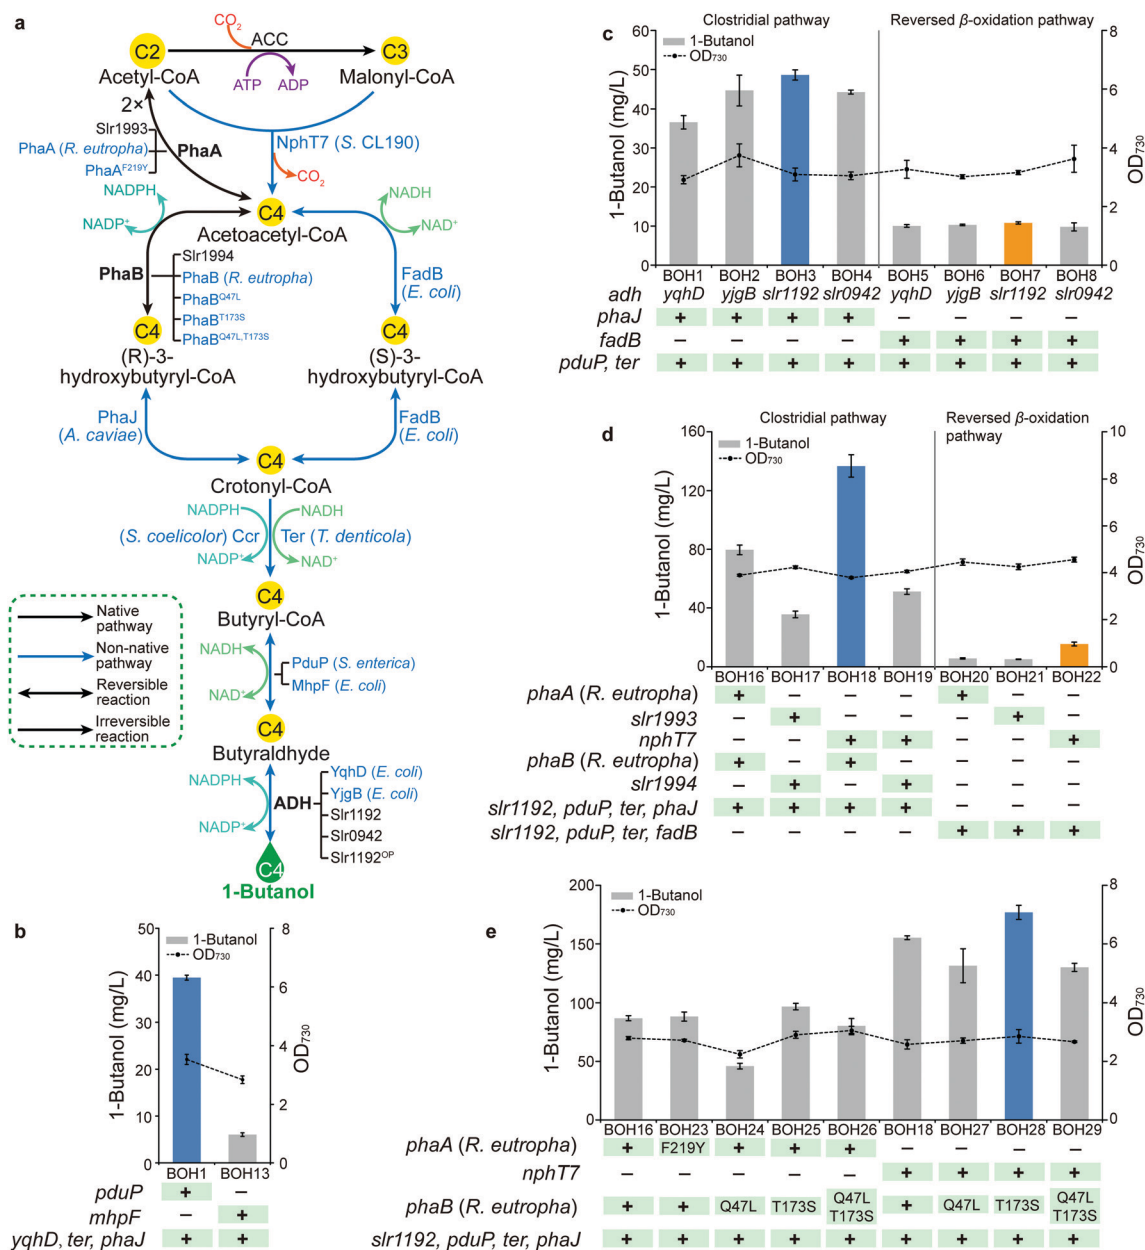 a
CO2
C2
ACC
C3
Acetyl-CoA
Malonyl-CoA
ATP
ADP
2×
Slr1993
PhaA (R. eutropha)
PhaA
PhaAF219Y
NphT7 (S. CL190)
CO2
NADPH
NADP+
NADH
NAD+
C4
Acetoacetyl-CoA
PhaB
Slr1994
PhaB (R. eutropha)
PhaBQ47L
PhaBT173S
PhaBQ47L,T173S
FadB
(E. coli)
C4
C4
(R)-3-
hydroxybutyryl-CoA
(S)-3-
hydroxybutyryl-CoA
PhaJ
(A. caviae)
FadB
(E. coli)
C4
Crotonyl-CoA
NADPH
NADH
(S. coelicolor) Ccr
Ter (T. denticola)
NADP+
NAD+
C4
Butyryl-CoA
NADH
NAD+
PduP (S. enterica)
MhpF (E. coli)
C4
Butyraldhyde
NADPH
NADP+
ADH
YqhD (E. coli)
YjgB (E. coli)
Slr1192
Slr0942
Slr1192OP
C4
1-Butanol
Native
pathway
Non-native
pathway
Reversible
reaction
Irreversible
reaction
b
50
40
30
20
10
0
1-Butanol (mg/L)
1-Butanol
OD730
8
6
4
2
0
OD730
BOH1 BOH13
pduP + −
mhpF − +
yqhD, ter, phaJ + +
c
Clostridial pathway
Reversed β-oxidation pathway
60
50
40
30
20
10
0
1-Butanol (mg/L)
1-Butanol
OD730
8
6
4
2
0
OD730
BOH1 BOH2 BOH3 BOH4 BOH5 BOH6 BOH7 BOH8
adh yqhD yjgB slr1192 slr0942 yqhD yjgB slr1192 slr0942
phaJ + + + + − − − −
fadB − − − − + + + +
pduP, ter + + + + + + + +
d
Clostridial pathway
Reversed β-oxidation
pathway
160
120
80
40
0
1-Butanol (mg/L)
1-Butanol
OD730
10
8
6
4
2
0
OD730
BOH16 BOH17 BOH18 BOH19 BOH20 BOH21 BOH22
phaA (R. eutropha) + − − − + − −
slr1993 − + − − − + −
nphT7 − − + + − − +
phaB (R. eutropha) + − + − − − −
slr1994 − + − + − − −
slr1192, pduP, ter, phaJ + + + + − − −
slr1192, pduP, ter, fadB − − − − + + +
e
200
150
100
50
0
1-Butanol (mg/L)
1-Butanol
OD730
8
6
4
2
0
OD730
BOH16 BOH23 BOH24 BOH25 BOH26 BOH18 BOH27 BOH28 BOH29
phaA (R. eutropha) + F219Y + + + − − − −
nphT7 − − − − − + + + +
phaB (R. eutropha) + + Q47L T173S Q47L T173S + Q47L T173S Q47L T173S
slr1192, pduP, ter, phaJ + + + + + + + + +